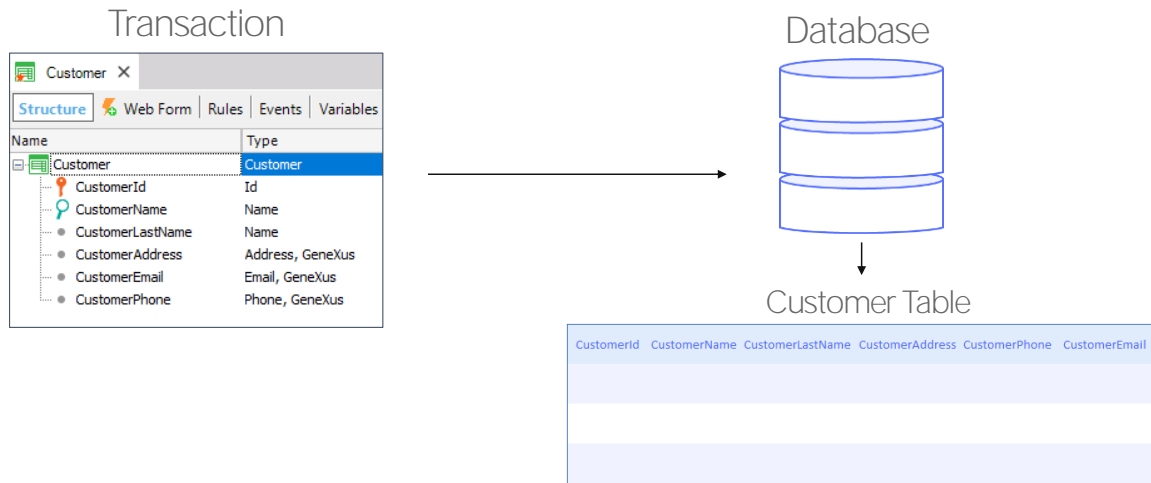 Transaction
Customer
Structure Web Form Rules Events Variables
Name Type
Customer Customer
CustomerId Id
CustomerName Name
CustomerLastName Name
CustomerAddress Address, GeneXus
CustomerEmail Email, GeneXus
CustomerPhone Phone, GeneXus
Database
Customer Table
CustomerId CustomerName CustomerLastName CustomerAddress CustomerPhone CustomerEmail